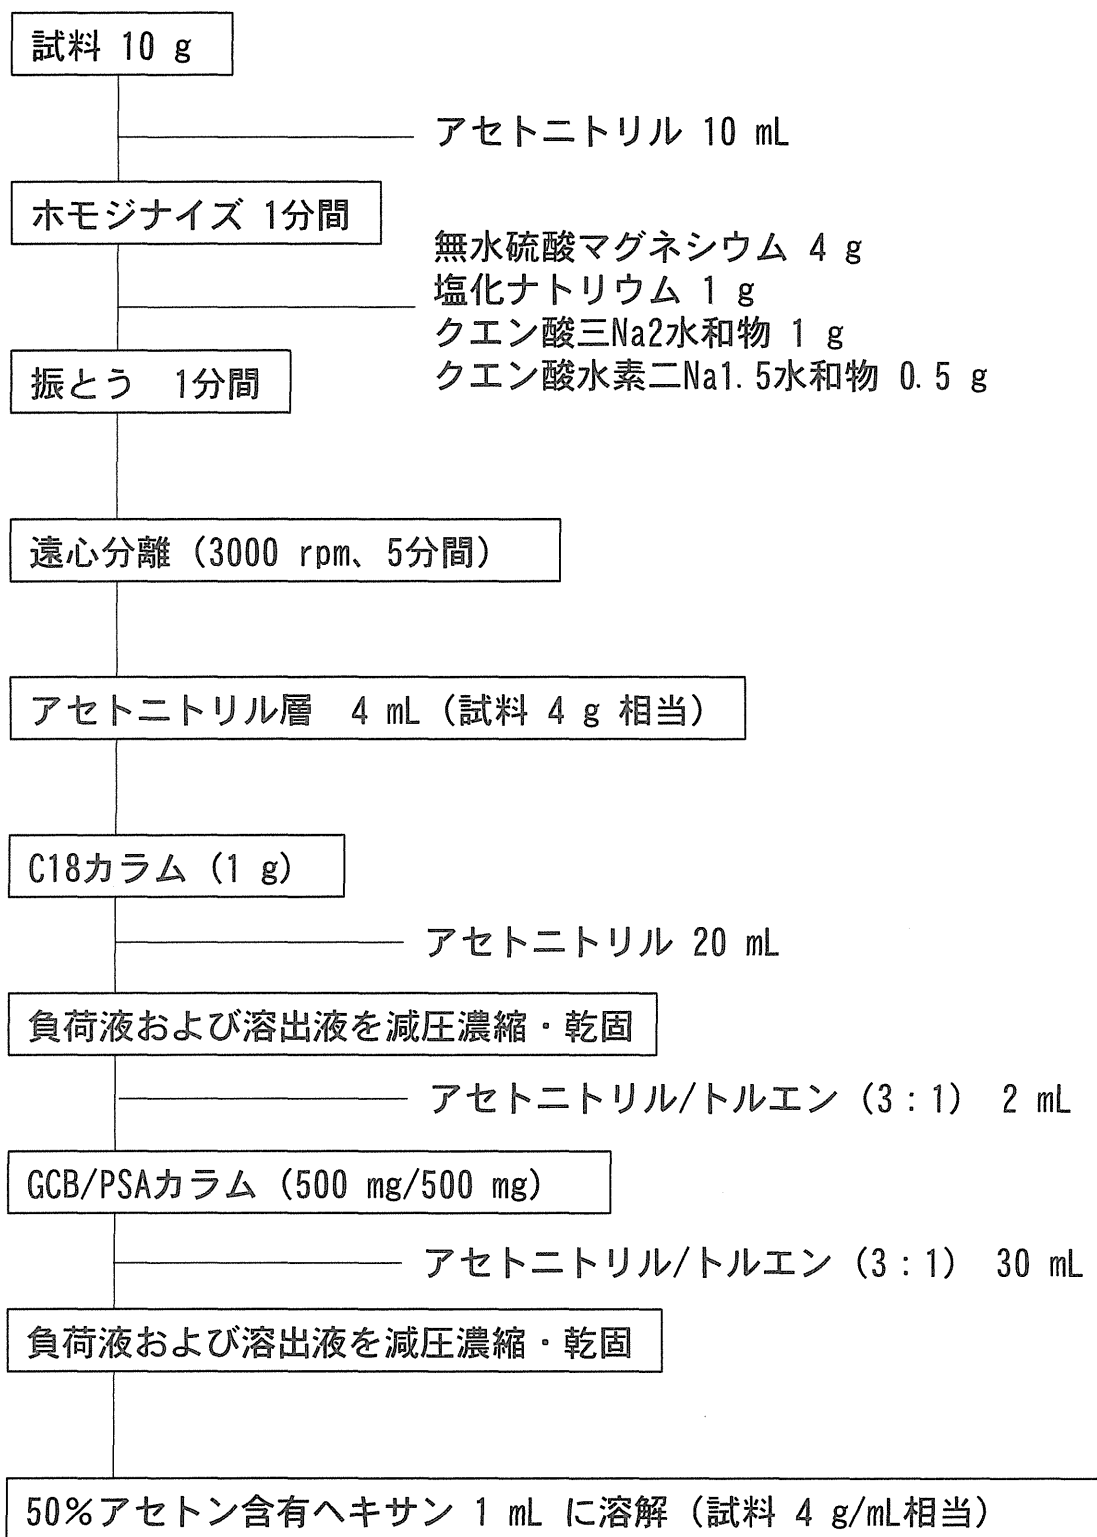 試料 10 g
アセトニトリル 10 mL
ホモジナイズ 1分間
無水硫酸マグネシウム 4 g
塩化ナトリウム 1 g
クエン酸三Na2水和物 1 g
クエン酸水素二Na1.5水和物 0.5 g
振とう 1分間
遠心分離（3000 rpm、5分間）
アセトニトリル層 4 mL（試料 4 g 相当）
C18カラム（1 g）
アセトニトリル 20 mL
負荷液および溶出液を減圧濃縮・乾固
アセトニトリル/トルエン（3：1） 2 mL
GCB/PSAカラム（500 mg/500 mg）
アセトニトリル/トルエン（3：1） 30 mL
負荷液および溶出液を減圧濃縮・乾固
50％アセトン含有ヘキサン 1 mL に溶解（試料 4 g/mL相当）